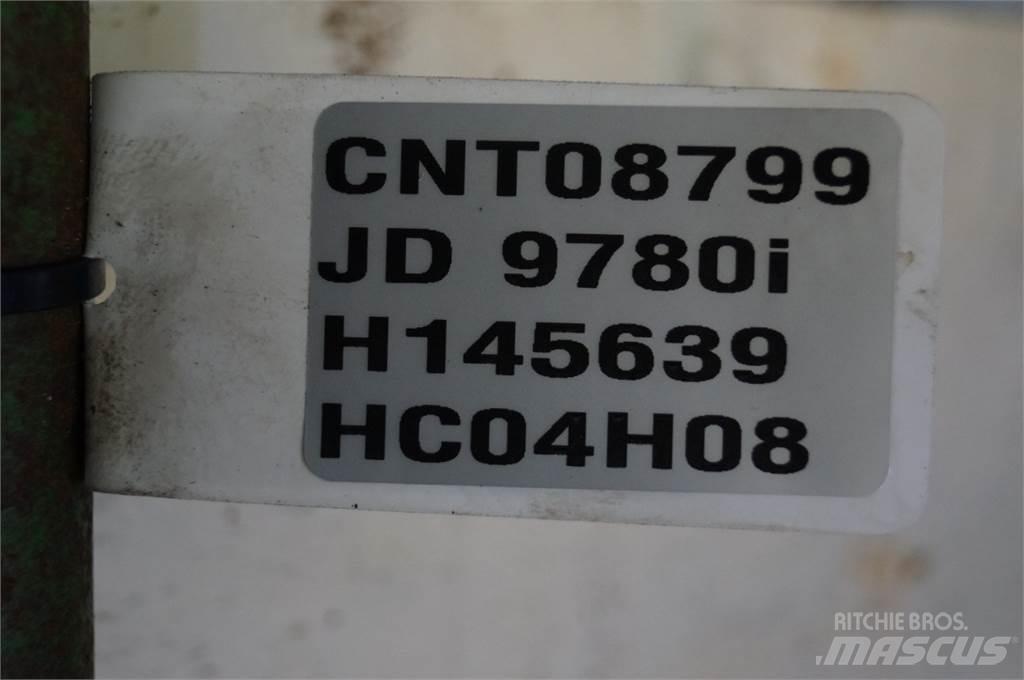 CNT08799
JD 9780i
H145639
HC04H08
RITCHIE BROS.
MASCUS